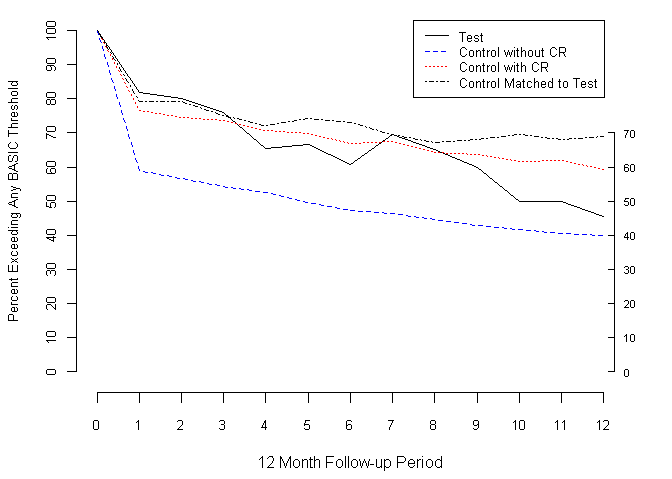 Test
Control without CR
Control with CR
Control Matched to Test
Percent Exceeding Any BASIC Threshold
100
90
80
70
60
50
40
30
20
10
0
70
60
50
40
30
20
10
0
0 1 2 3 4 5 6 7 8 9 10 11 12
12 Month Follow-up Period